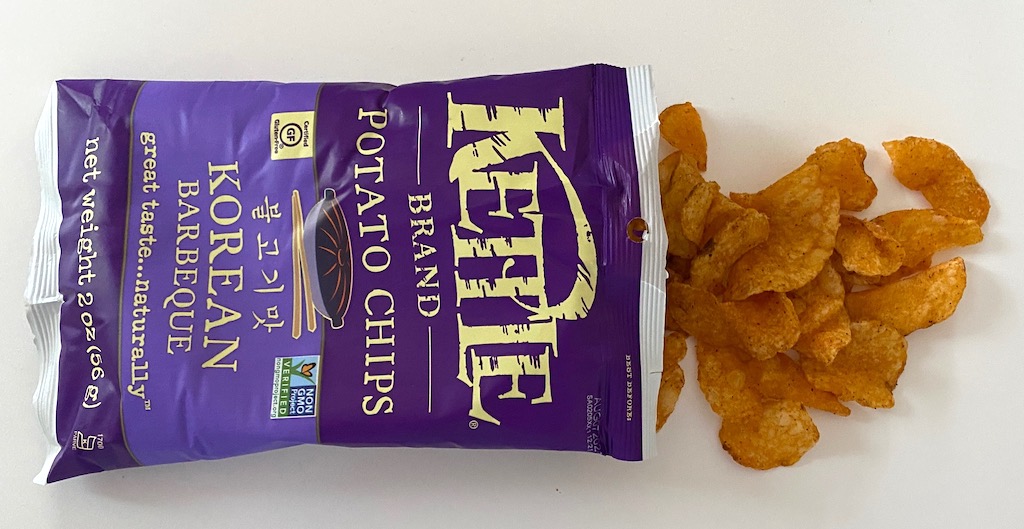 BEST BEFORE:
KETTLE®
BRAND
POTATO CHIPS
Certified
GF®
Gluten-Free
불고기맛
KOREAN
BARBEQUE
NON
GMO
Project
VERIFIED
nongmoproject.org
great taste...naturally™
net weight 2 oz (56 g)